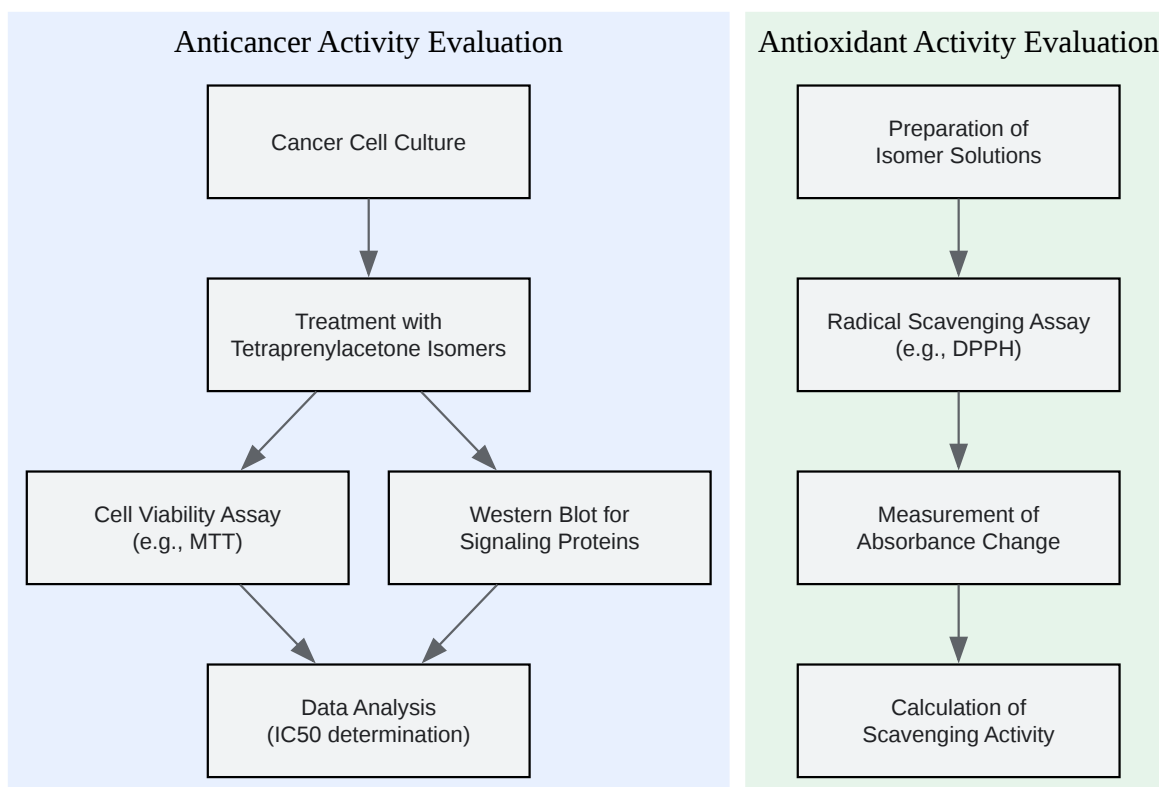 Anticancer Activity Evaluation
Cancer Cell Culture
Treatment with
Tetraprenylacetone Isomers
Cell Viability Assay
(e.g., MTT)
Western Blot for
Signaling Proteins
Data Analysis
(IC50 determination)
Antioxidant Activity Evaluation
Preparation of
Isomer Solutions
Radical Scavenging Assay
(e.g., DPPH)
Measurement of
Absorbance Change
Calculation of
Scavenging Activity